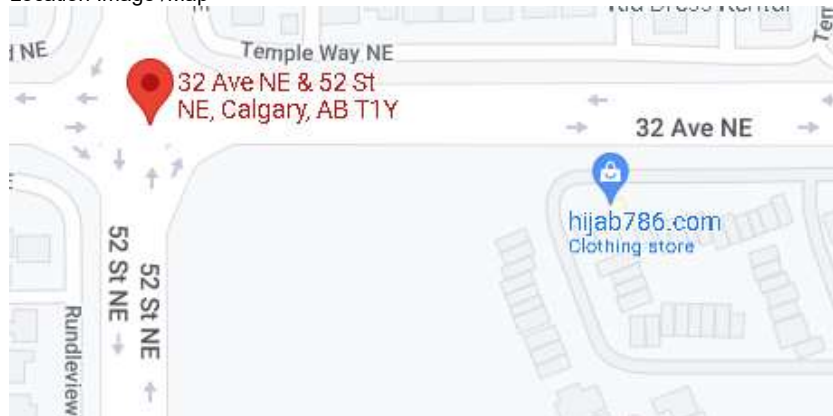 Location Image /Map
NE
Temple Way NE
32 Ave NE & 52 St
NE, Calgary, AB T1Y
32 Ave NE
hijab786.com
Clothing store
52 St NE
52 St NE
Rundleview